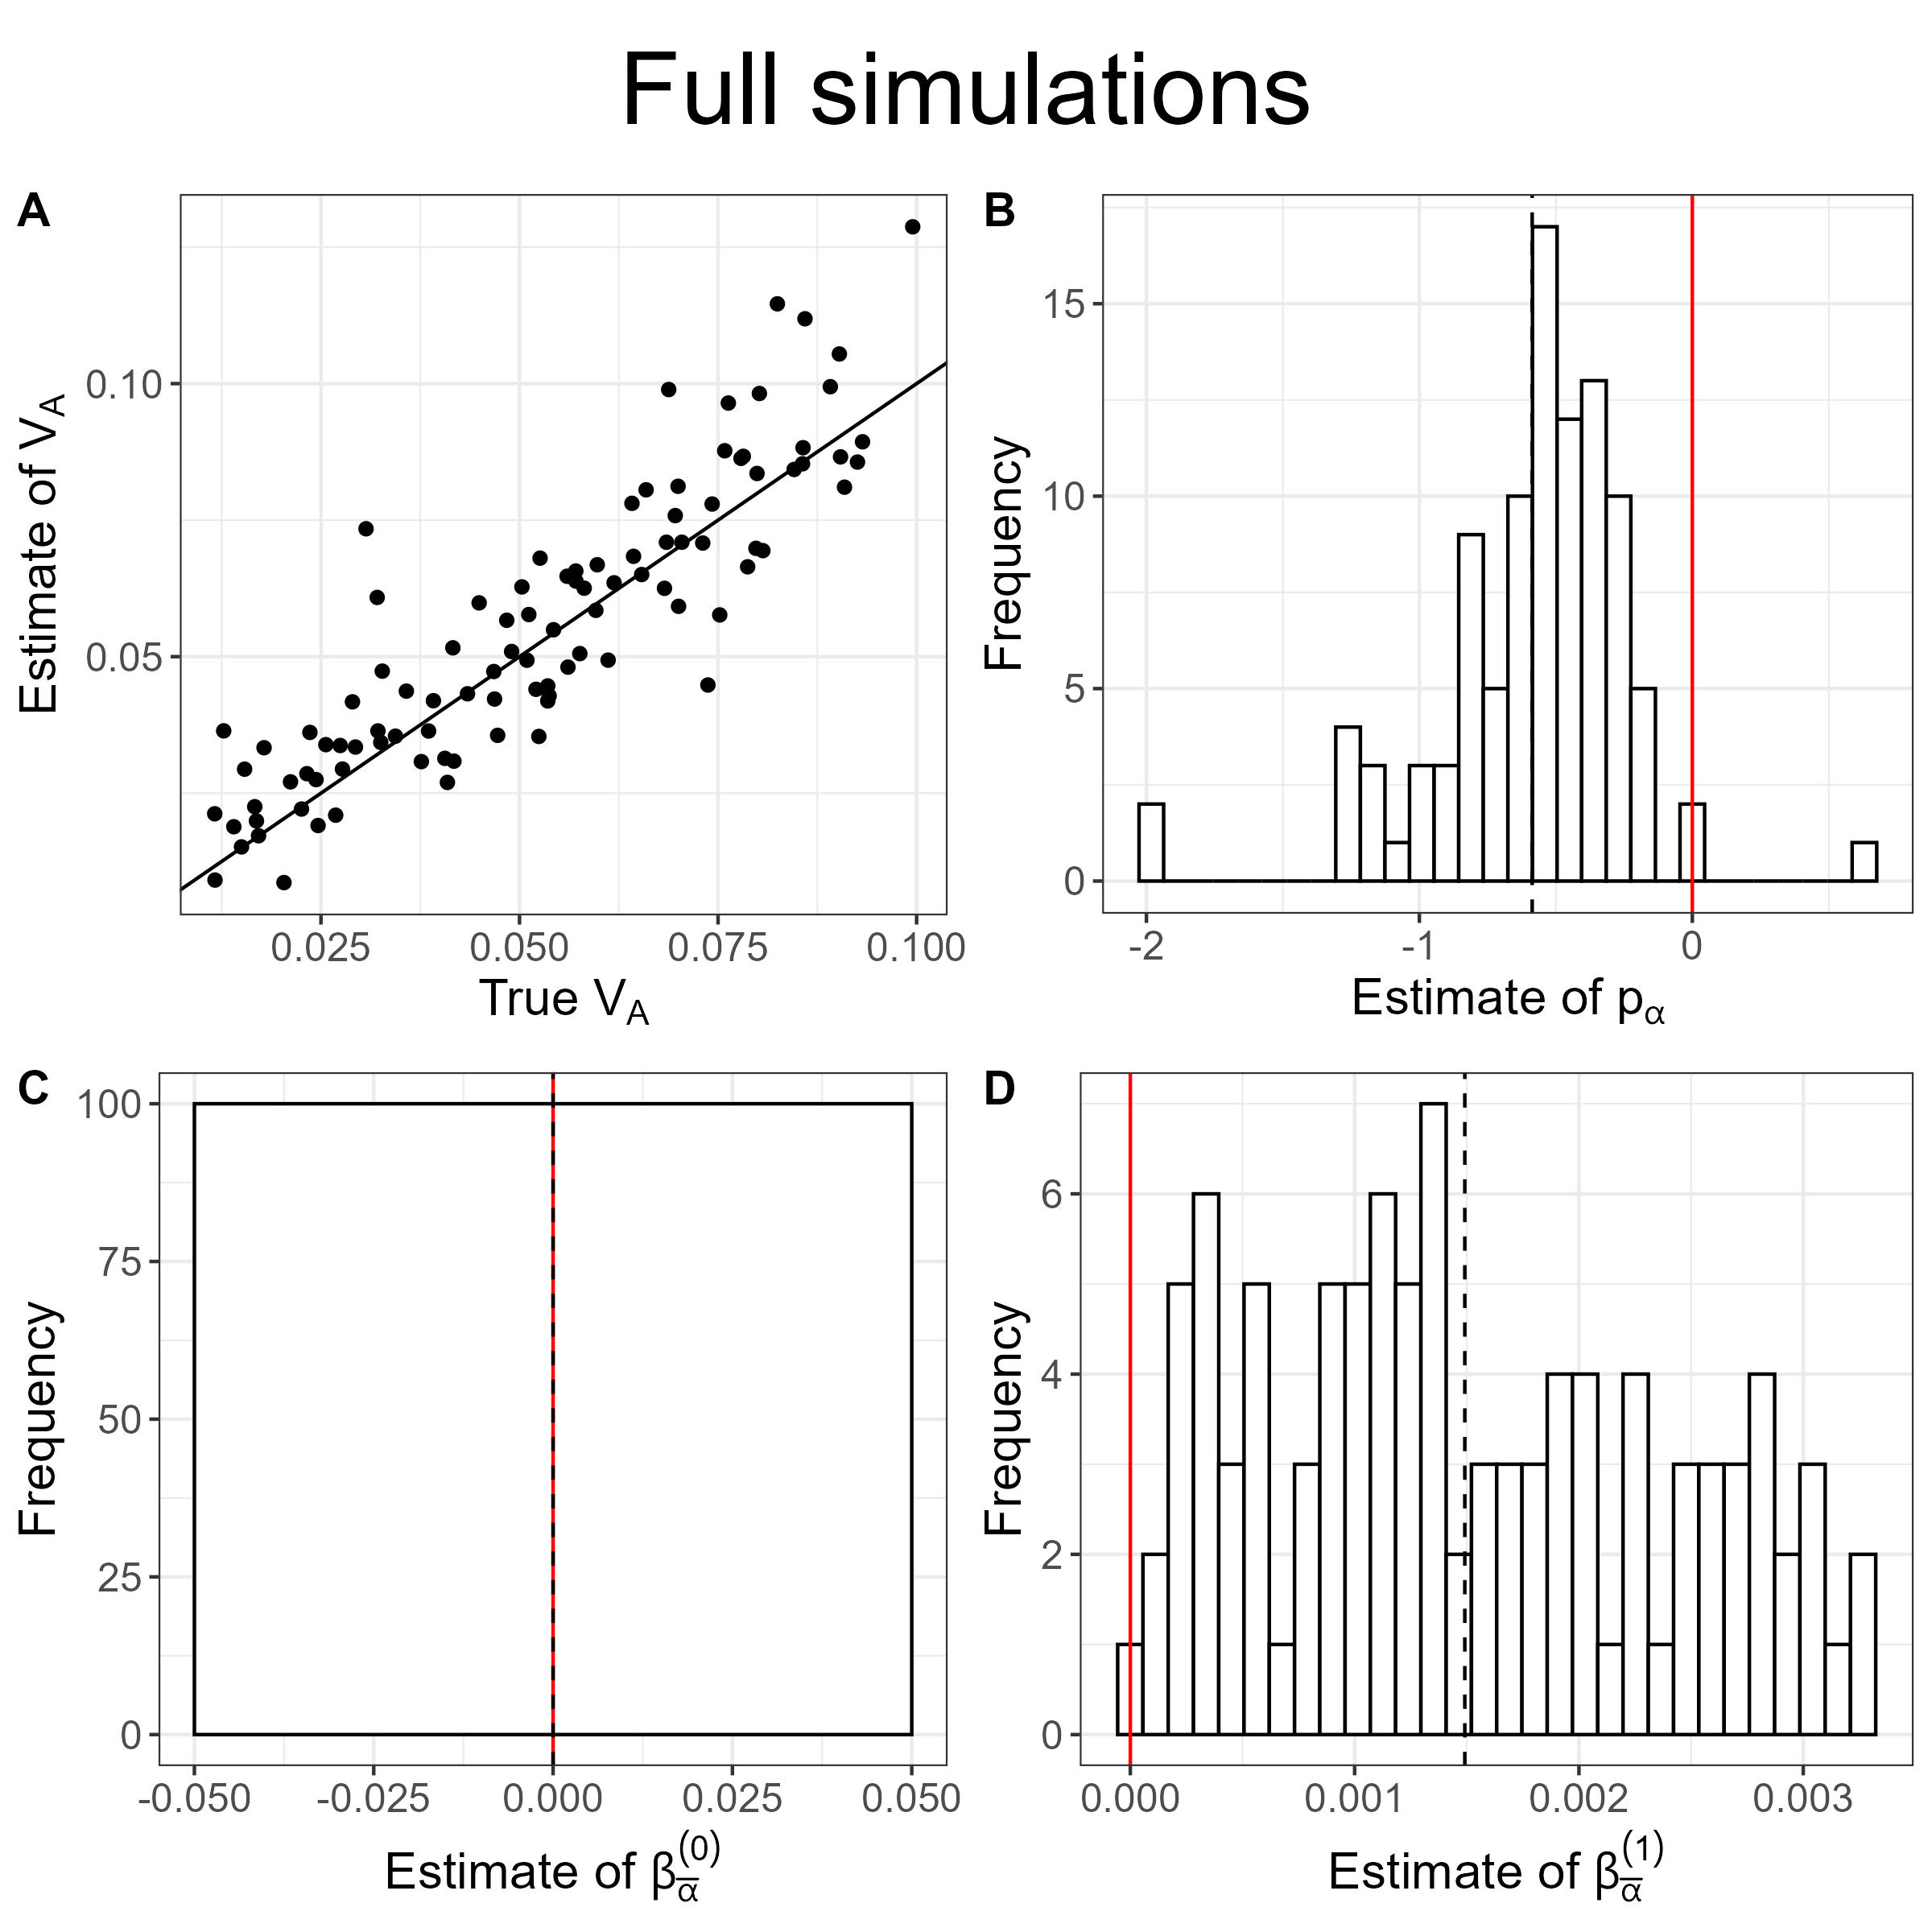 Full simulations
A
Estimate of V_A
0.10
0.05
0.025 0.050 0.075 0.100
True V_A
B
Frequency
15
10
5
0
-2 -1 0
Estimate of p_α
C
Frequency
100
75
50
25
0
-0.050 -0.025 0.000 0.025 0.050
Estimate of β_α̅^(0)
D
Frequency
6
4
2
0
0.000 0.001 0.002 0.003
Estimate of β_α̅^(1)